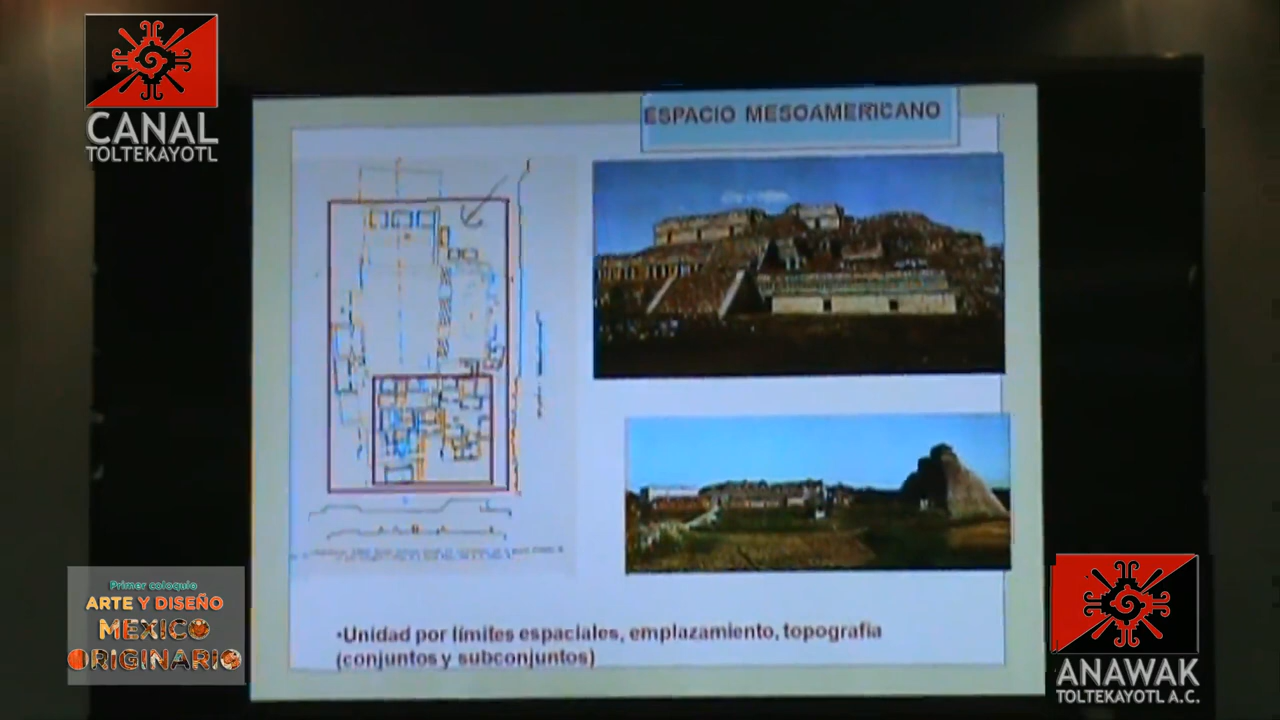 CANAL
TOLTEKAYOTL
ESPACIO MESOAMERICANO
•Unidad por límites espaciales, emplazamiento, topografía
(conjuntos y subconjuntos)
Primer coloquio
ARTE Y DISEÑO
MEXICO
ORIGINARIO
ANAWAK
TOLTEKAYOTL A.C.